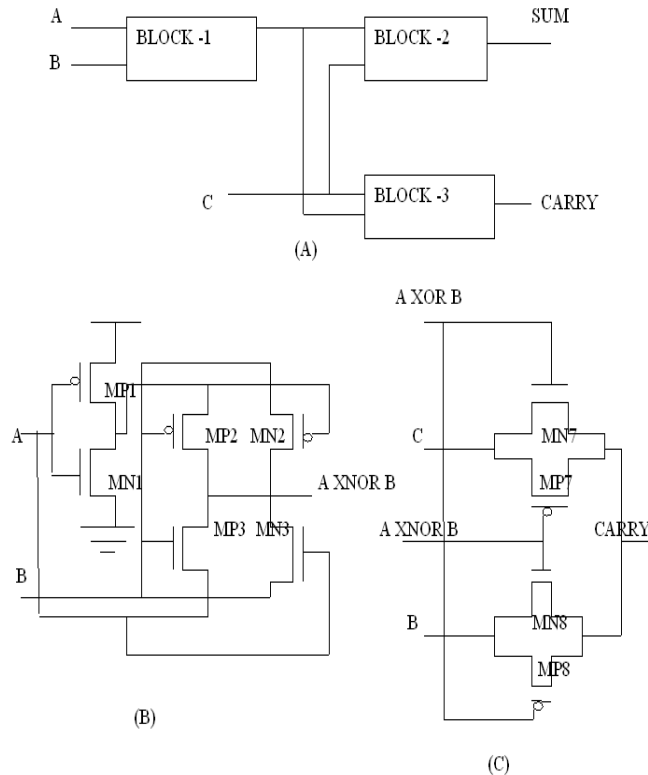 A
B
BLOCK -1
BLOCK -2
SUM
C
BLOCK -3
CARRY
(A)
A XOR B
MP1
A
MP2
MN2
MN1
A XNOR B
MP3
MN3
B
(B)
C
MN7
MP7
A XNOR B
CARRY
MN8
B
MP8
(C)